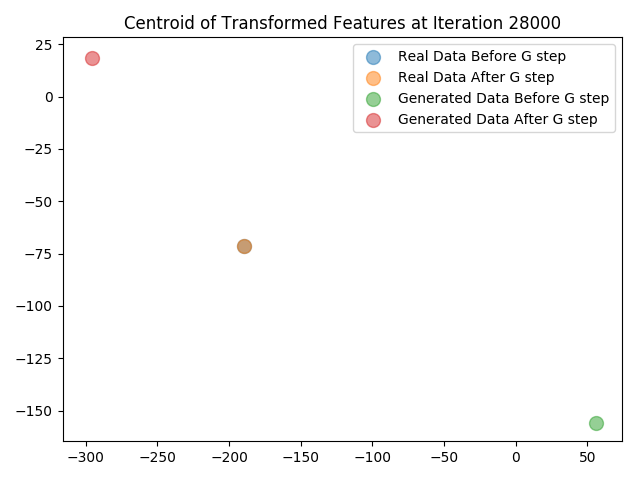 Centroid of Transformed Features at Iteration 28000
Real Data Before G step
Real Data After G step
Generated Data Before G step
Generated Data After G step
25
0
−25
−50
−75
−100
−125
−150
−300 −250 −200 −150 −100 −50 0 50